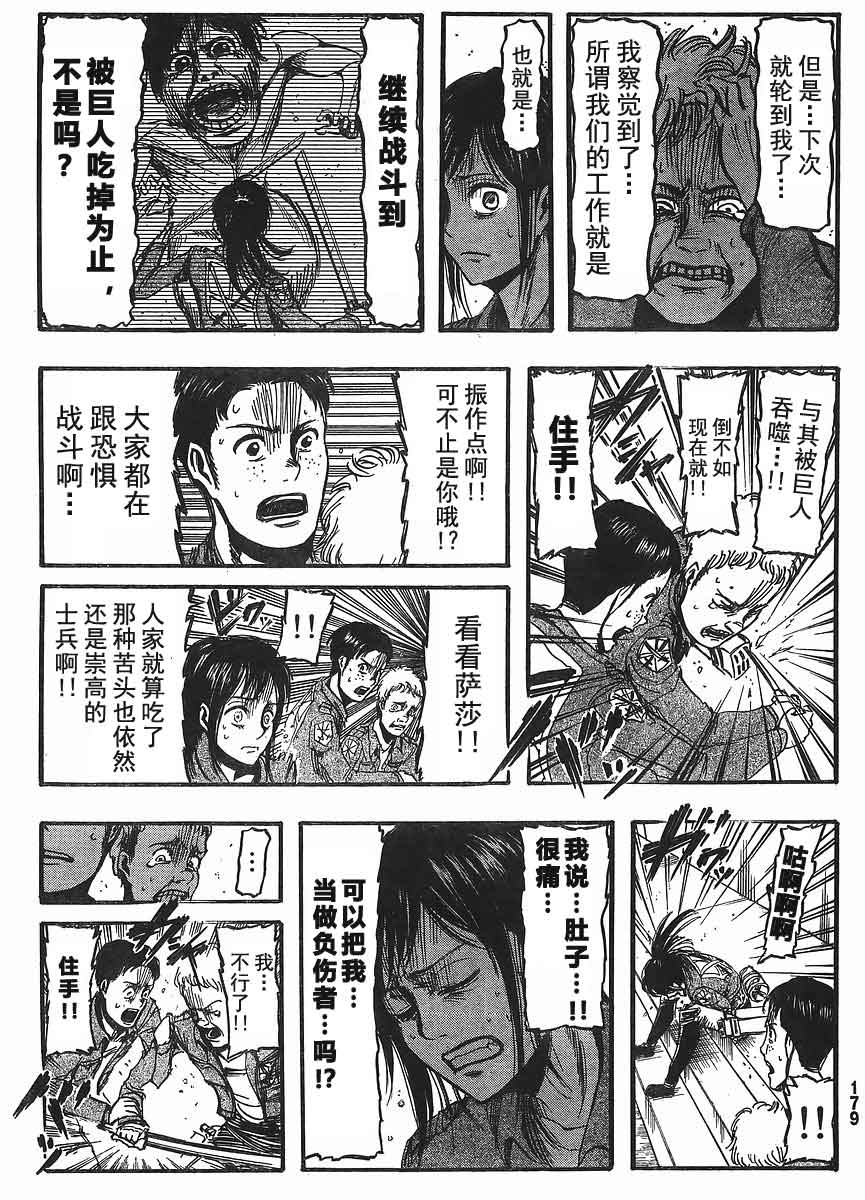 但是…下次
就轮到我了…
我察觉到了…
所谓我们的工作就是
也就是…
继续战斗到
被巨人吃掉为止，
不是吗？
与其被巨人
吞噬…!!
倒不如
现在就!!
住手!!
振作点啊!!
可不止是你哦!?
大家都在
跟恐惧
战斗啊…
看看萨莎!!
!!
人家就算吃了
那种苦头也依然
还是崇高的
士兵啊!!
咕啊啊啊
!!
我说…肚子…!!
很痛…
可以把我…
当做负伤者…吗!?
…
我…
不行了!!
住手!!
179